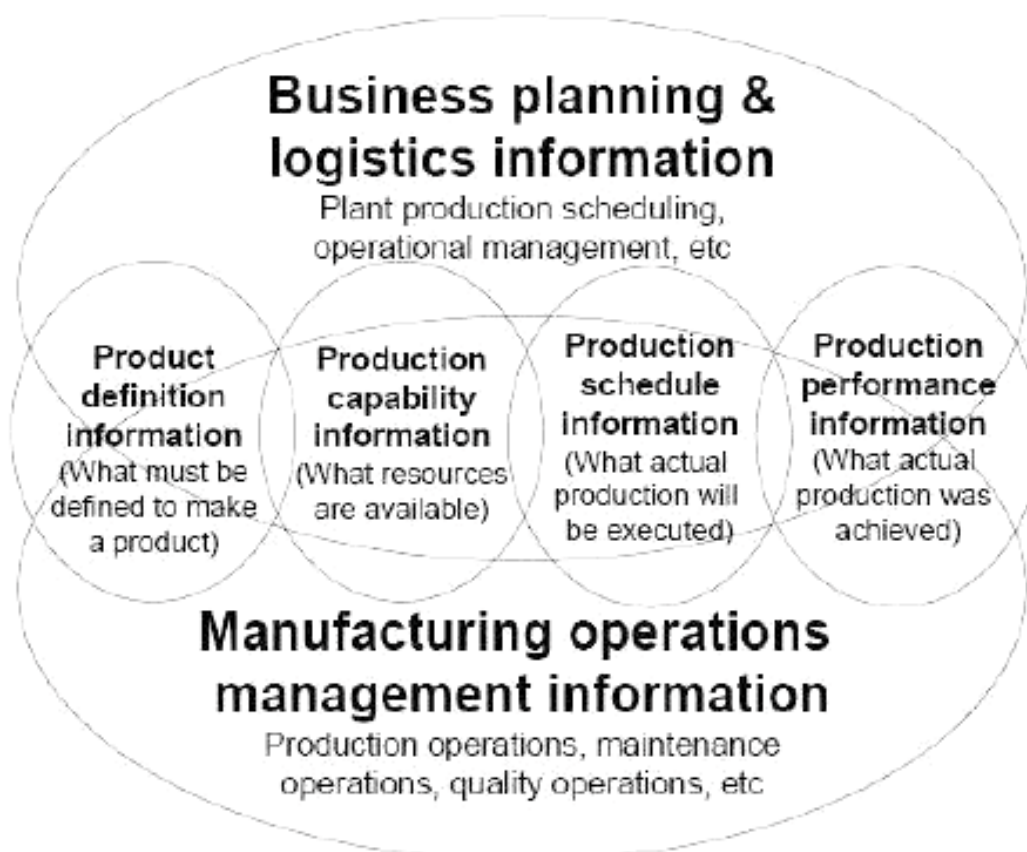 Business planning &
logistics information
Plant production scheduling,
operational management, etc
Product
definition
information
(What must be
defined to make
a product)
Production
capability
information
(What resources
are available)
Production
schedule
information
(What actual
production will
be executed)
Production
performance
information
(What actual
production was
achieved)
Manufacturing operations
management information
Production operations, maintenance
operations, quality operations, etc